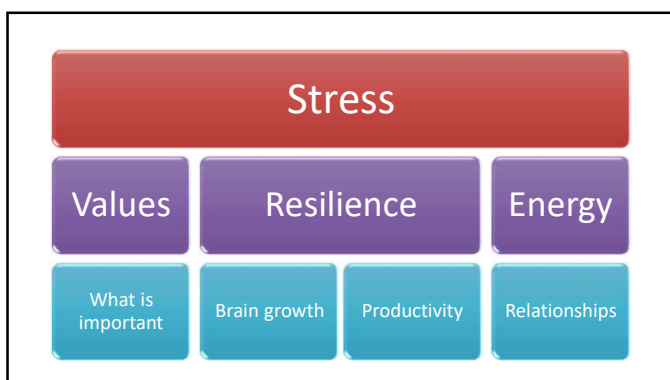 Stress
Values
Resilience
Energy
What is
important
Brain growth
Productivity
Relationships